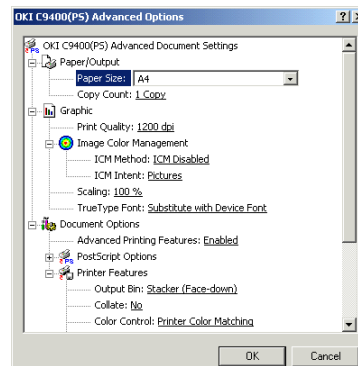 OKI C9400(PS) Advanced Options
OKI C9400(PS) Advanced Document Settings
Paper/Output
Paper Size: A4
Copy Count: 1 Copy
Graphic
Print Quality: 1200 dpi
Image Color Management
ICM Method: ICM Disabled
ICM Intent: Pictures
Scaling: 100 %
TrueType Font: Substitute with Device Font
Document Options
Advanced Printing Features: Enabled
PostScript Options
Printer Features
Output Bin: Stacker (Face-down)
Collate: No
Color Control: Printer Color Matching
OK Cancel